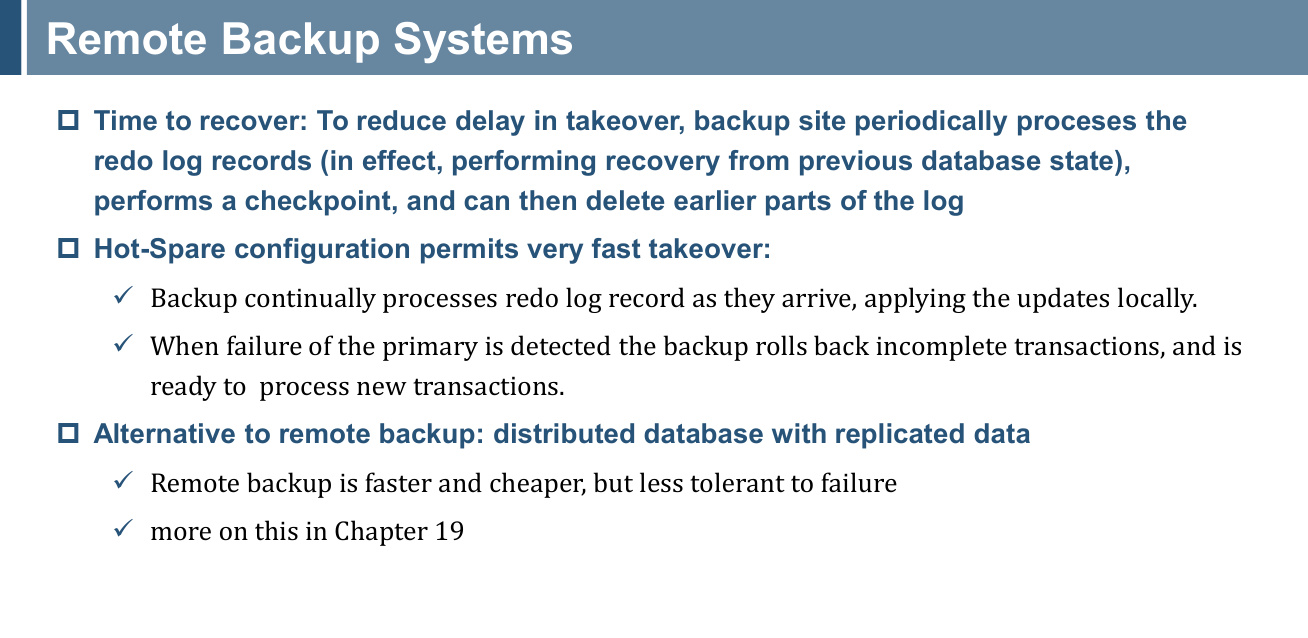 Remote Backup Systems
Time to recover: To reduce delay in takeover, backup site periodically proceses the
redo log records (in effect, performing recovery from previous database state),
performs a checkpoint, and can then delete earlier parts of the log
Hot-Spare configuration permits very fast takeover:
Backup continually processes redo log record as they arrive, applying the updates locally.
When failure of the primary is detected the backup rolls back incomplete transactions, and is
ready to  process new transactions.
Alternative to remote backup: distributed database with replicated data
Remote backup is faster and cheaper, but less tolerant to failure
more on this in Chapter 19